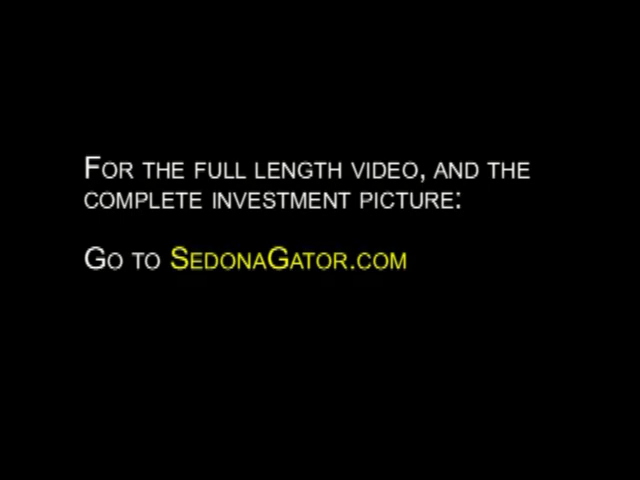 For the full length video, and the
complete investment picture:
Go to SedonaGator.com